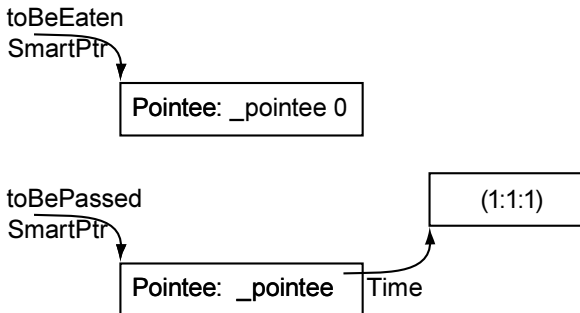 toBeEaten
SmartPtr
Pointee: _pointee 0
toBePassed
SmartPtr
(1:1:1)
Pointee: _pointee
Time